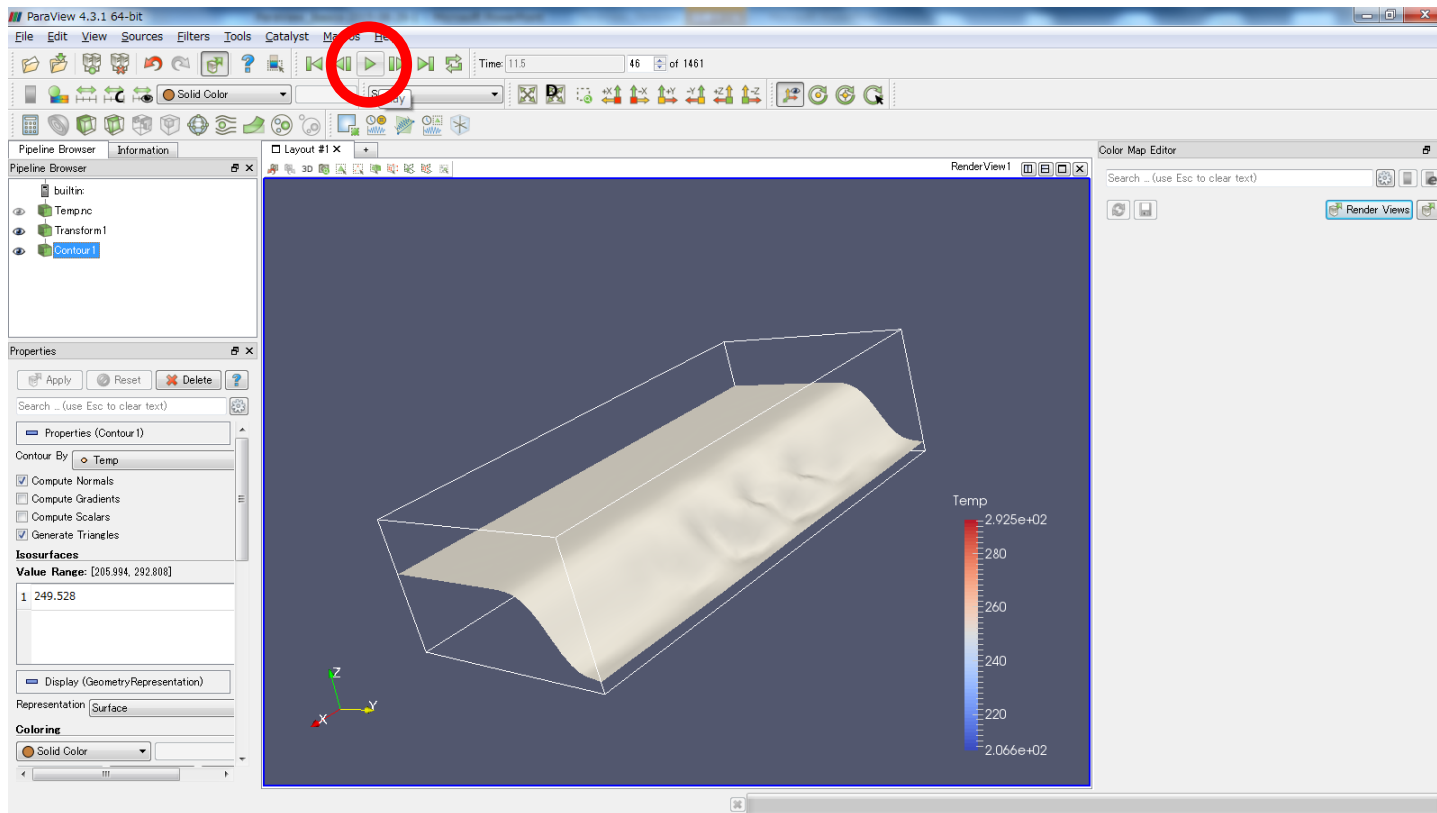 ParaView 4.3.1 64-bit
File Edit View Sources Filters Tools Catalyst
Time: 11.5 46 of 1461
Solid Color
Pipeline Browser Information
Layout #1
Pipeline Browser
3D
RenderView1
Color Map Editor
builtin:
Temp.nc
Transform1
Contour1
Search ... (use Esc to clear text)
Render Views
Properties
Apply Reset Delete
Search ... (use Esc to clear text)
Properties (Contour1)
Contour By Temp
Compute Normals
Compute Gradients
Compute Scalars
Generate Triangles
Isosurfaces
Value Range: [205.994, 292.808]
1 249.528
Display (GeometryRepresentation)
Representation Surface
Coloring
Solid Color
Z
Y
X
Temp
2.925e+02
280
260
240
220
2.066e+02